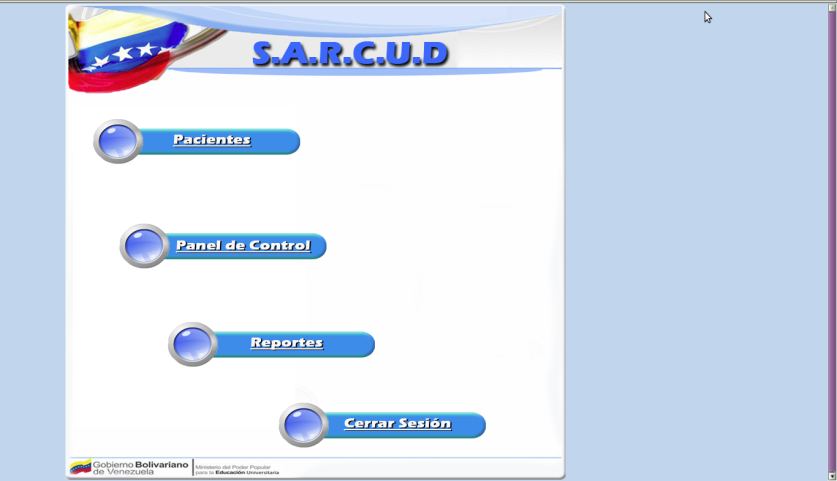 S.A.R.C.U.D
Pacientes
Panel de Control
Reportes
Cerrar Sesión
Gobierno Bolivariano
de Venezuela
Ministerio del Poder Popular
para la Educación Universitaria